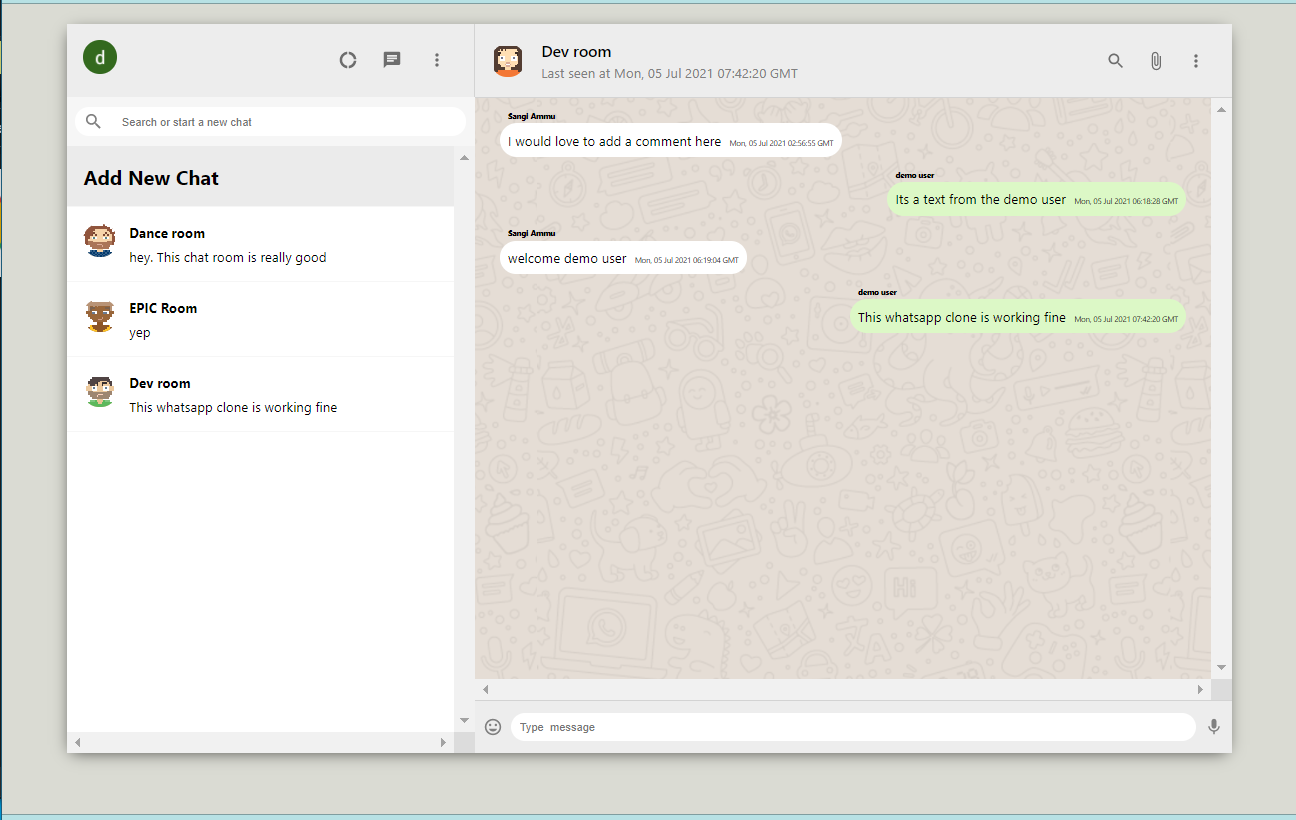 d
Search or start a new chat
Add New Chat
Dance room
hey. This chat room is really good
EPIC Room
yep
Dev room
This whatsapp clone is working fine
Dev room
Last seen at Mon, 05 Jul 2021 07:42:20 GMT
Sangi Ammu
I would love to add a comment here Mon, 05 Jul 2021 02:56:55 GMT
demo user
Its a text from the demo user Mon, 05 Jul 2021 06:18:28 GMT
Sangi Ammu
welcome demo user Mon, 05 Jul 2021 06:19:04 GMT
demo user
This whatsapp clone is working fine Mon, 05 Jul 2021 07:42:20 GMT
Hi
Type message